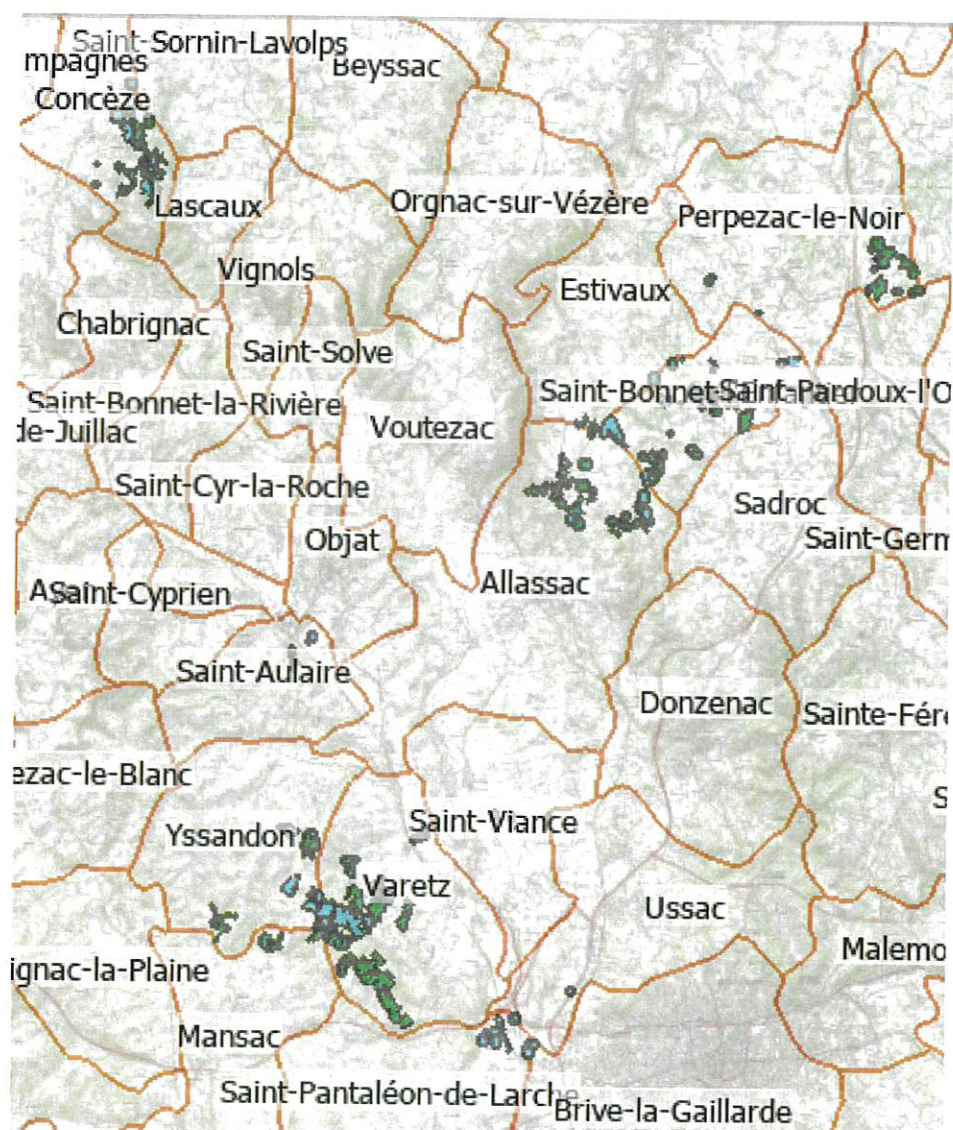 Saint-Sornin-Lavolps
mpagnes
Beyssac
Concèze
Lascaux
Orgnac-sur-Vézère
Perpezac-le-Noir
Vignols
Estivaux
Chabrignac
Saint-Solve
Saint-Bonnet-la-Rivière
Saint-Bonnet
Saint-Pardoux-l'O
de-Juillac
Voutezac
Saint-Cyr-la-Roche
Sadroc
Objat
Saint-Germ
Saint-Cyprien
Allassac
Saint-Aulaire
Donzenac
Sainte-Fér
ezac-le-Blanc
S
Yssandon
Saint-Viance
Varetz
Ussac
Malemo
ignac-la-Plaine
Mansac
Saint-Pantaléon-de-Larche
Brive-la-Gaillarde